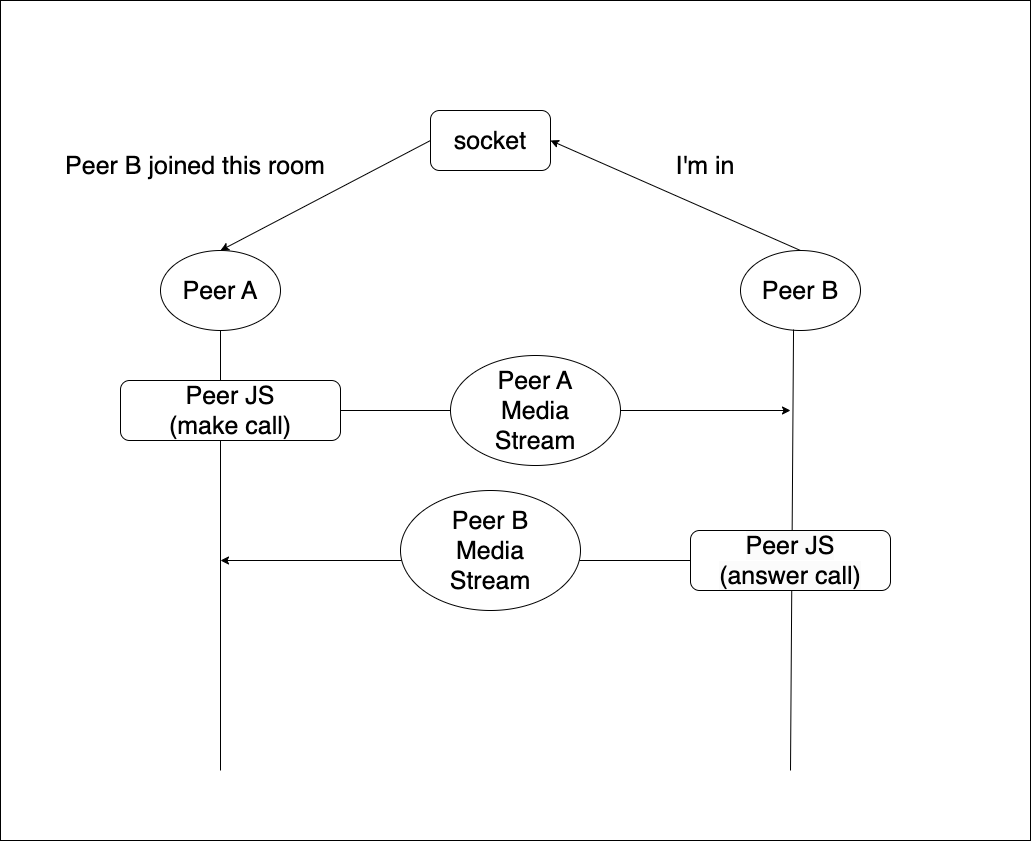 socket
Peer B joined this room
I'm in
Peer A
Peer B
Peer JS
(make call)
Peer A
Media
Stream
Peer B
Media
Stream
Peer JS
(answer call)